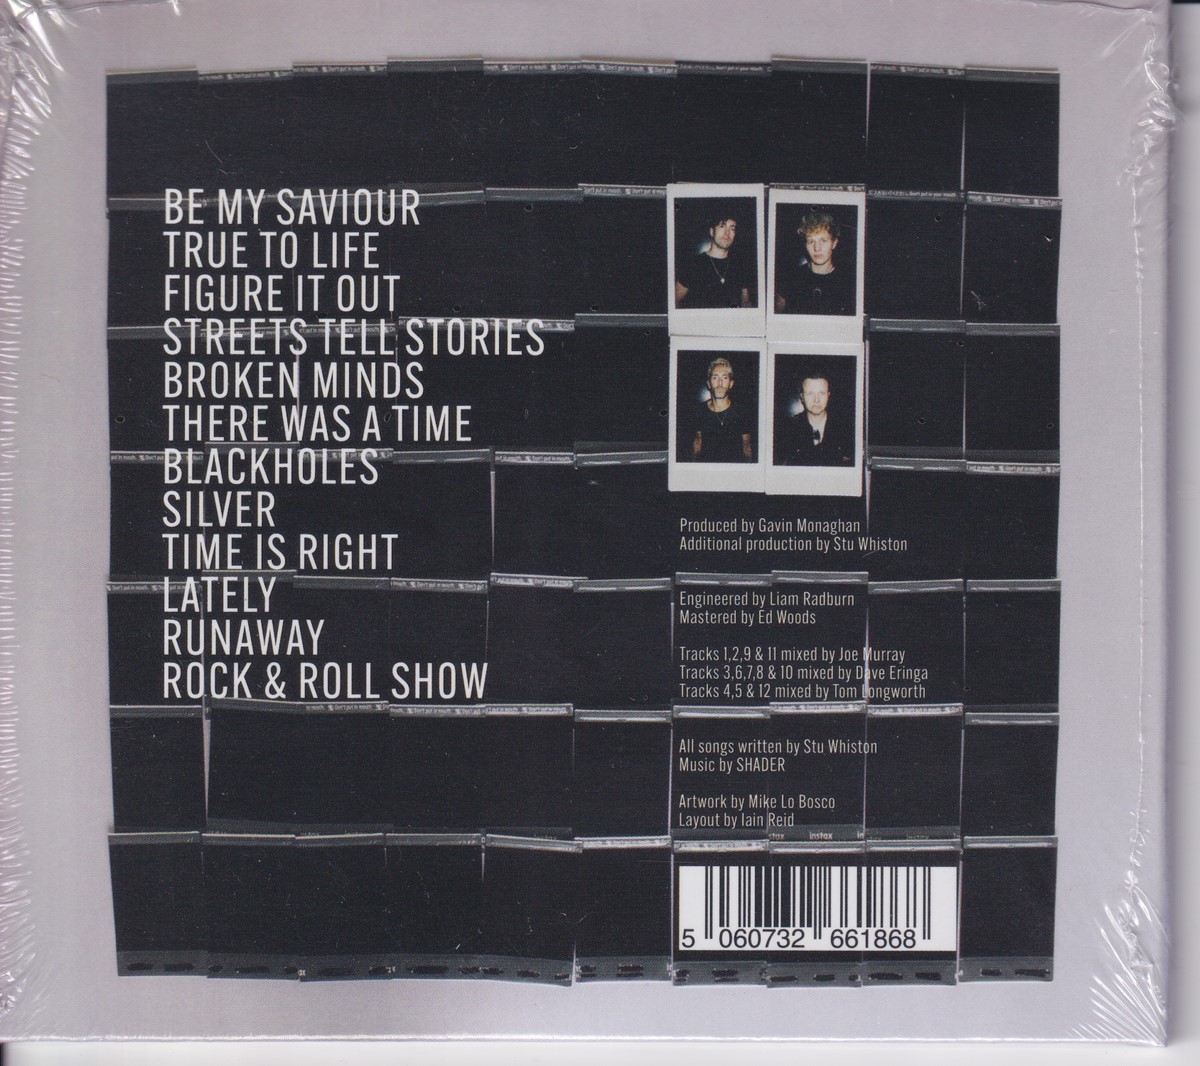 BE MY SAVIOUR
TRUE TO LIFE
FIGURE IT OUT
STREETS TELL STORIES
BROKEN MINDS
THERE WAS A TIME
BLACKHOLES
SILVER
TIME IS RIGHT
LATELY
RUNAWAY
ROCK & ROLL SHOW
Produced by Gavin Monaghan
Additional production by Stu Whiston
Engineered by Liam Radburn
Mastered by Ed Woods
Tracks 1,2,9 & 11 mixed by Joe Murray
Tracks 3,6,7,8 & 10 mixed by Dave Eringa
Tracks 4,5 & 12 mixed by Tom Longworth
All songs written by Stu Whiston
Music by SHADER
Artwork by Mike Lo Bosco
Layout by Iain Reid
instax
5 060732 661868